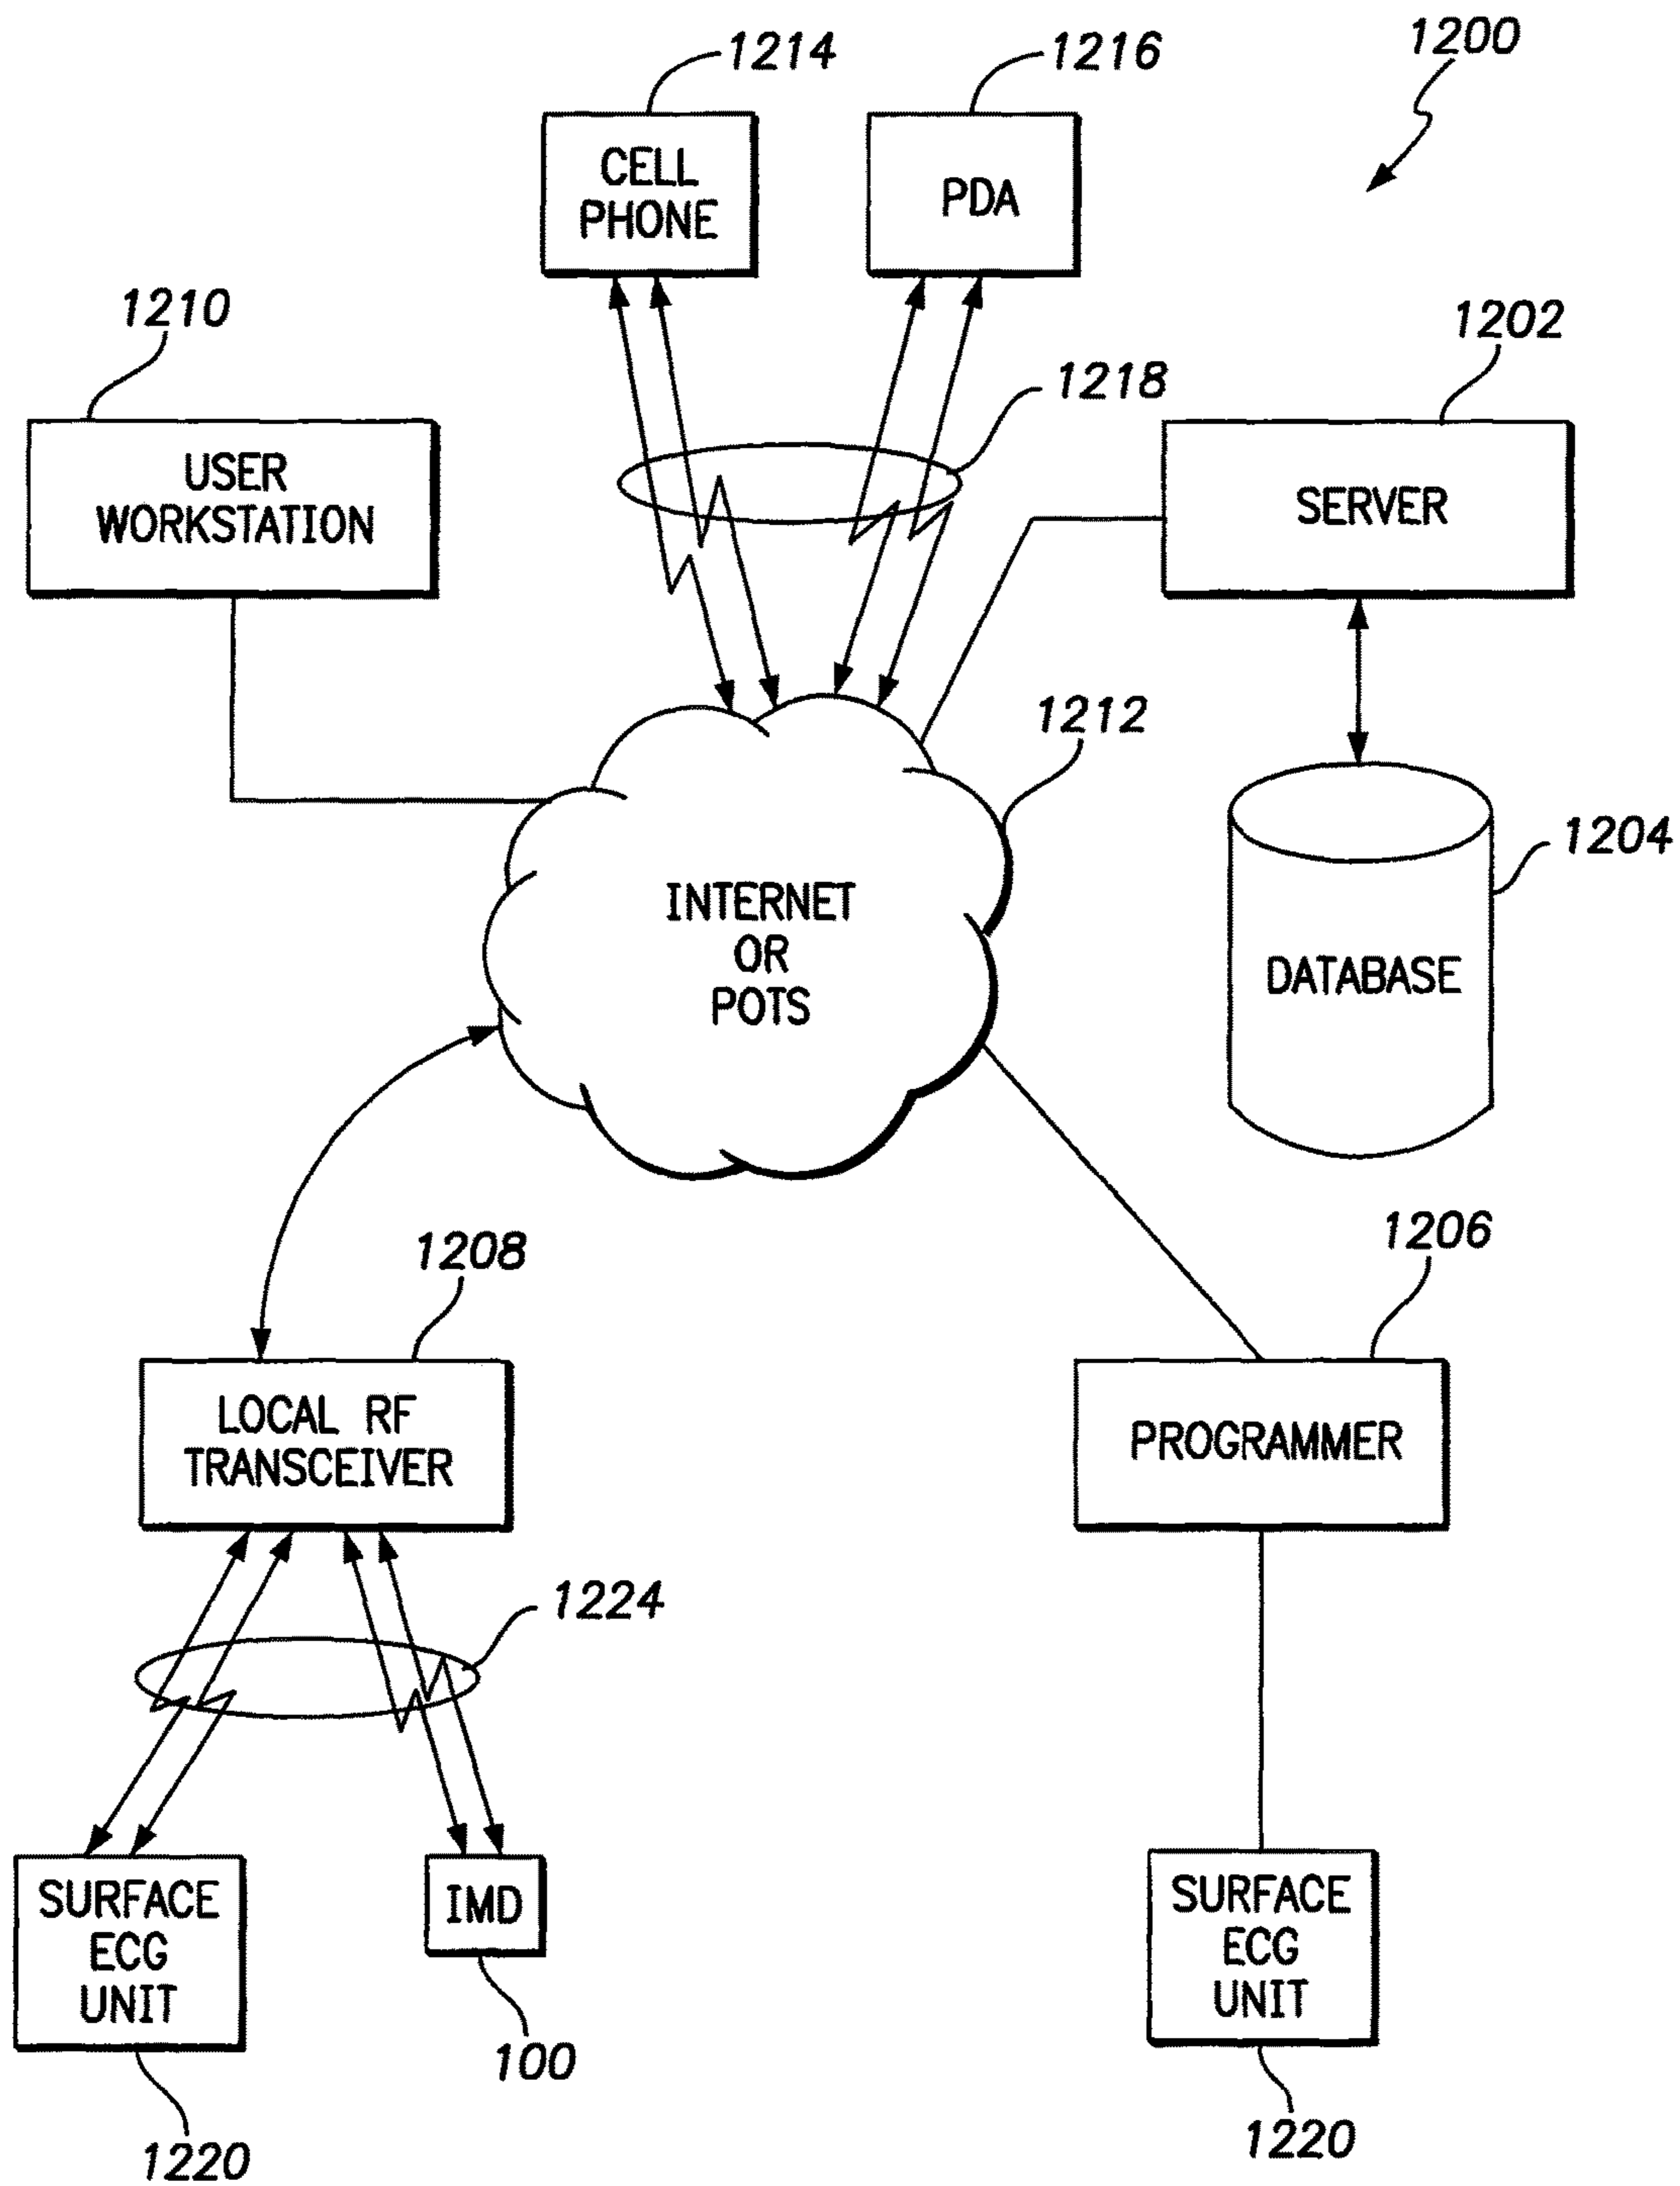 1214
1216
1200
CELL
PHONE
PDA
1210
1202
1218
USER
WORKSTATION
SERVER
1212
1204
INTERNET
OR
POTS
DATABASE
1208
1206
LOCAL RF
TRANSCEIVER
PROGRAMMER
1224
SURFACE
ECG
UNIT
IMD
SURFACE
ECG
UNIT
100
1220
1220